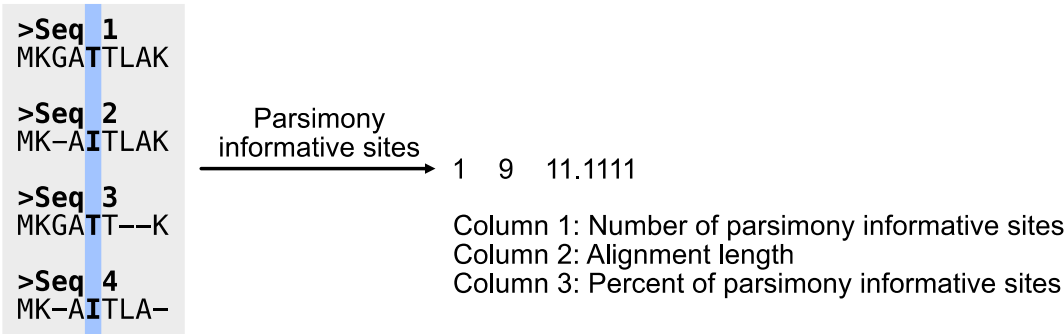 >Seq 1
MKGATTLAK
>Seq 2
MK-AITLAK
>Seq 3
MKGATT--K
>Seq 4
MK-AITLA-
Parsimony
informative sites
1 9 11.1111
Column 1: Number of parsimony informative sites
Column 2: Alignment length
Column 3: Percent of parsimony informative sites